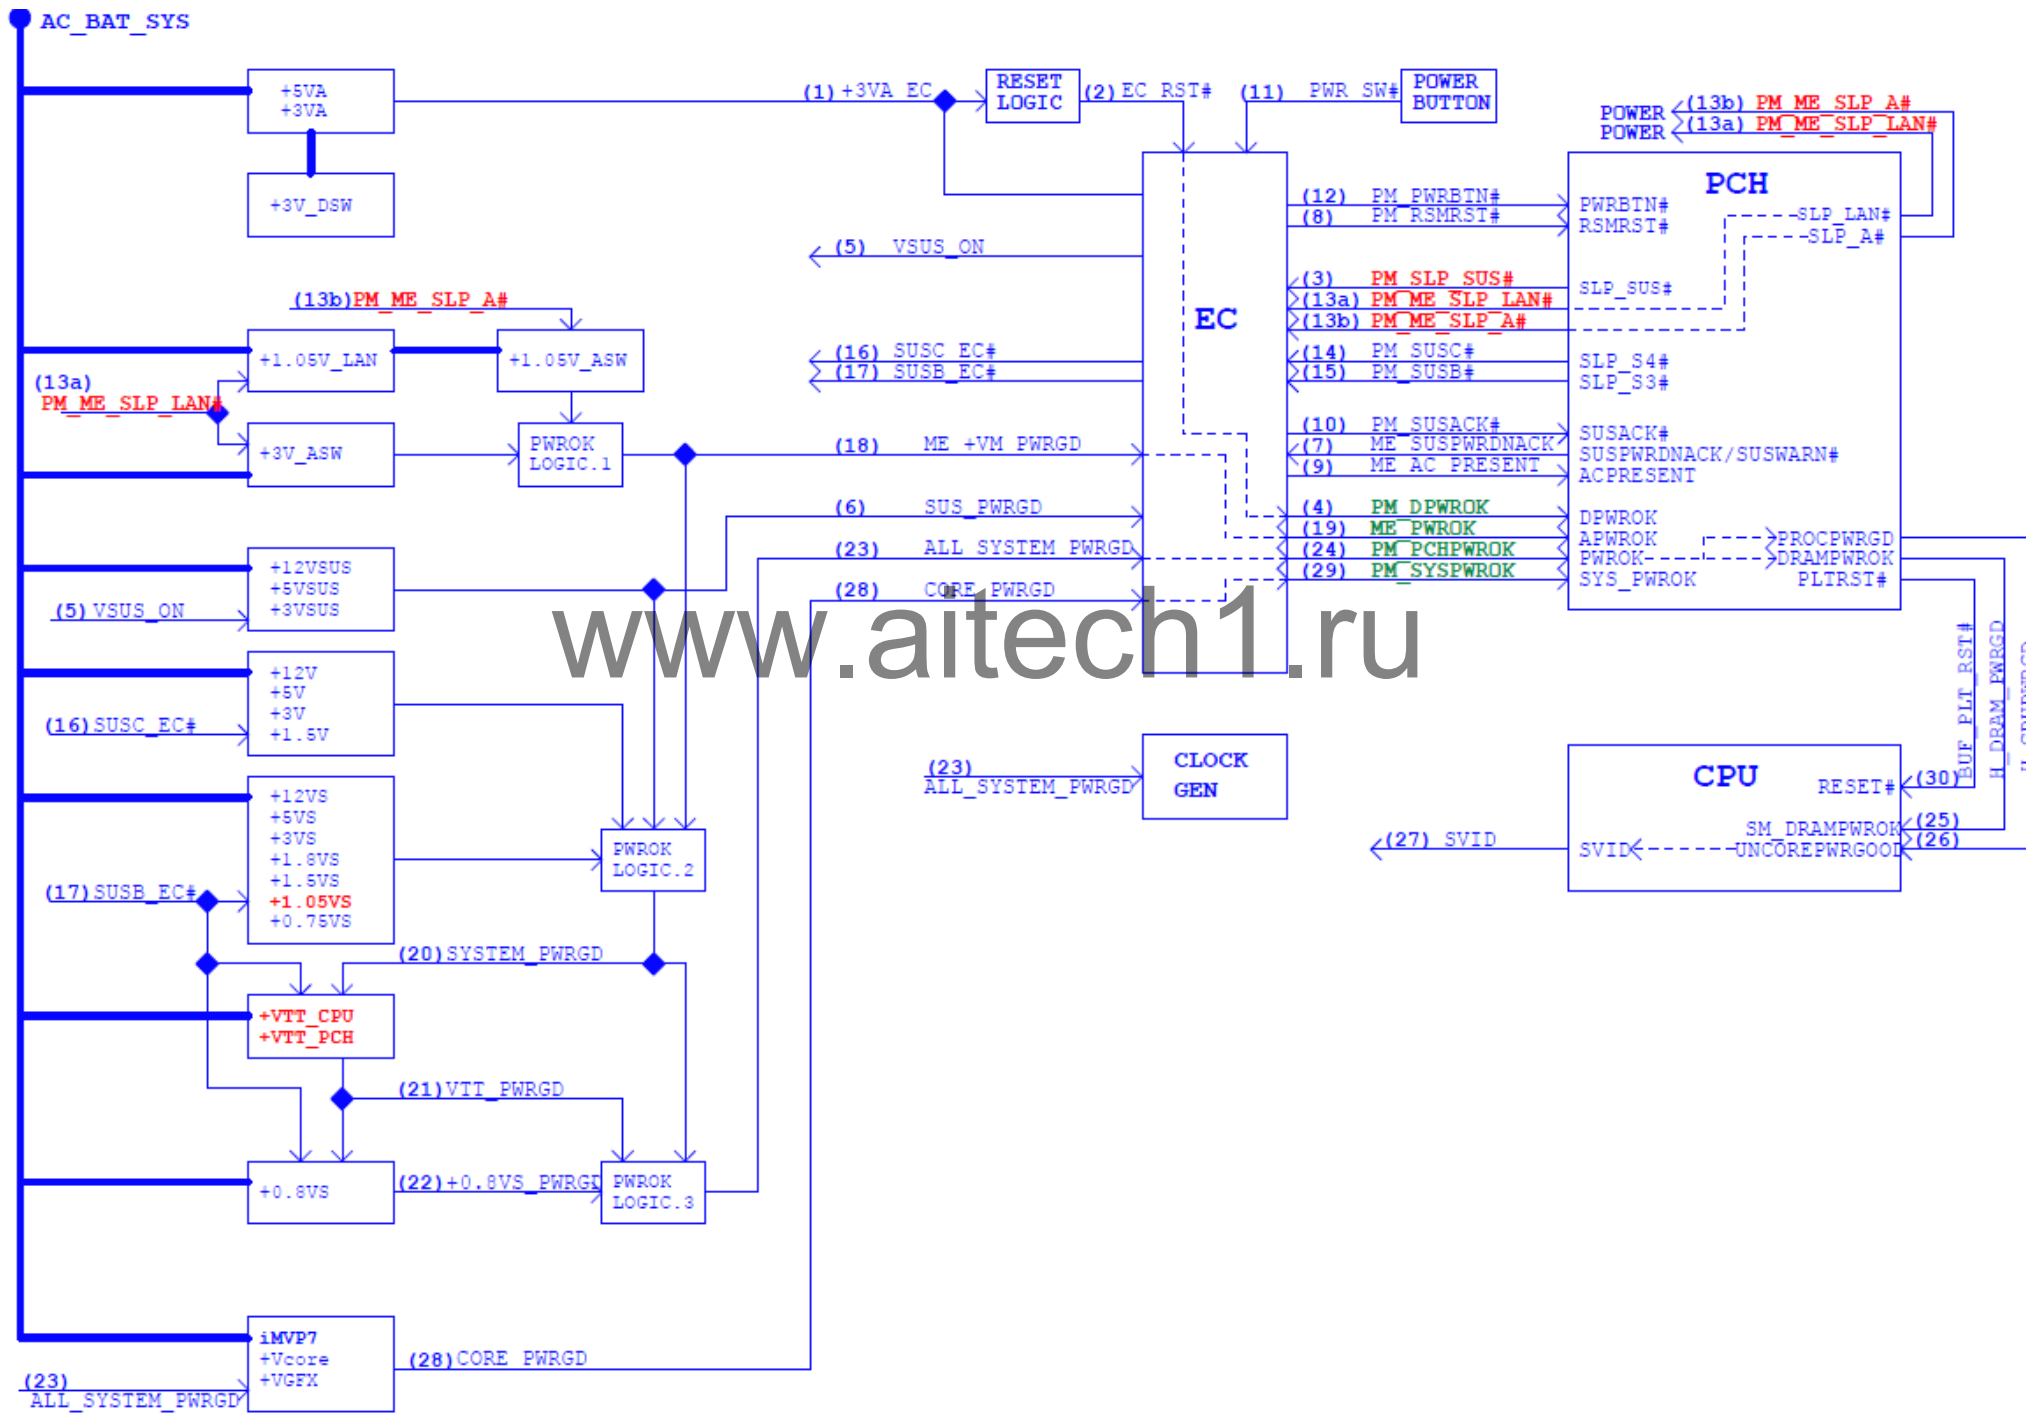 AC_BAT_SYS
+5VA
+3VA
+3V_DSW
(1) +3VA_EC
RESET
LOGIC
(2) EC_RST#
(11) PWR_SW#
POWER
BUTTON
POWER (13b) PM_ME_SLP_A#
POWER (13a) PM_ME_SLP_LAN#
EC
PCH
(12) PM_PWRBTN#
PWRBTN#
(8) PM_RSMRST#
RSMRST#
SLP_LAN#
SLP_A#
(5) VSUS_ON
(3) PM_SLP_SUS#
SLP_SUS#
(13a) PM_ME_SLP_LAN#
(13b) PM_ME_SLP_A#
(16) SUSC_EC#
(14) PM_SUSC#
SLP_S4#
(17) SUSB_EC#
(15) PM_SUSB#
SLP_S3#
(10) PM_SUSACK#
SUSACK#
(7) ME_SUSPWRDNACK
SUSPWRDNACK/SUSWARN#
(9) ME_AC_PRESENT
ACPRESENT
(4) PM_DPWROK
DPWROK
(19) ME_PWROK
APWROK
(24) PM_PCHPWROK
PWROK
(29) PM_SYSPWROK
SYS_PWROK
PROCPWRGD
DRAMPWROK
PLTRST#
(13b) PM_ME_SLP_A#
+1.05V_LAN
+1.05V_ASW
(13a)
PM_ME_SLP_LAN#
+3V_ASW
PWROK
LOGIC.1
(18) ME_+VM_PWRGD
(6) SUS_PWRGD
(23) ALL_SYSTEM_PWRGD
(28) CORE_PWRGD
+12VSUS
+5VSUS
+3VSUS
(5) VSUS_ON
www.aitech1.ru
+12V
+5V
+3V
+1.5V
(16) SUSC_EC#
+12VS
+5VS
+3VS
+1.8VS
+1.5VS
+1.05VS
+0.75VS
(17) SUSB_EC#
PWROK
LOGIC.2
(23)
ALL_SYSTEM_PWRGD
CLOCK
GEN
BUF_PLT_RST#
H_DRAM_PWRGD
CPU
RESET#
(30)
SM_DRAMPWROK
(25)
UNCOREPWRGOOD
(26)
SVID
(27) SVID
(20) SYSTEM_PWRGD
+VTT_CPU
+VTT_PCH
(21) VTT_PWRGD
+0.8VS
(22) +0.8VS_PWRGD
PWROK
LOGIC.3
iMVP7
+Vcore
+VGFX
(28) CORE_PWRGD
(23)
ALL_SYSTEM_PWRGD